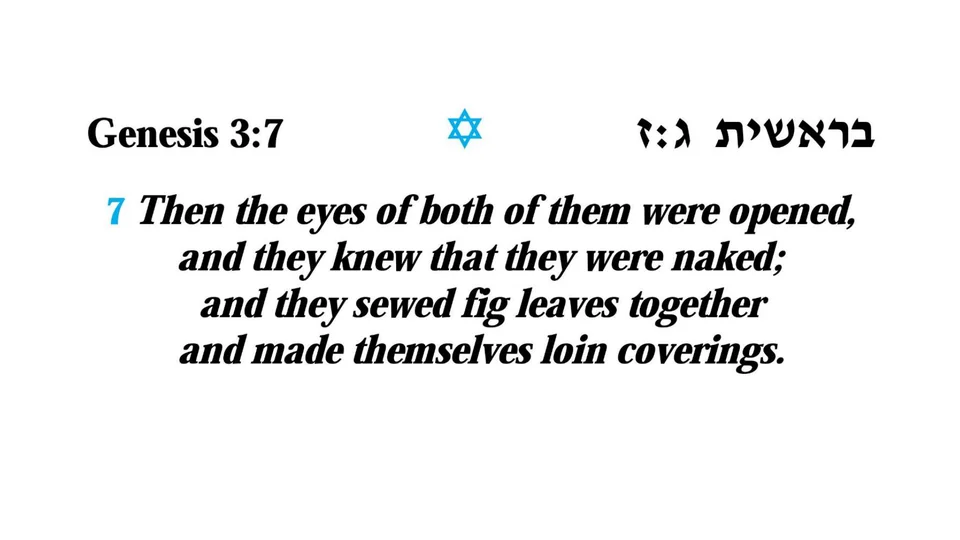 Genesis 3:7 ✡ בראשית ג:ז
7 Then the eyes of both of them were opened,
and they knew that they were naked;
and they sewed fig leaves together
and made themselves loin coverings.